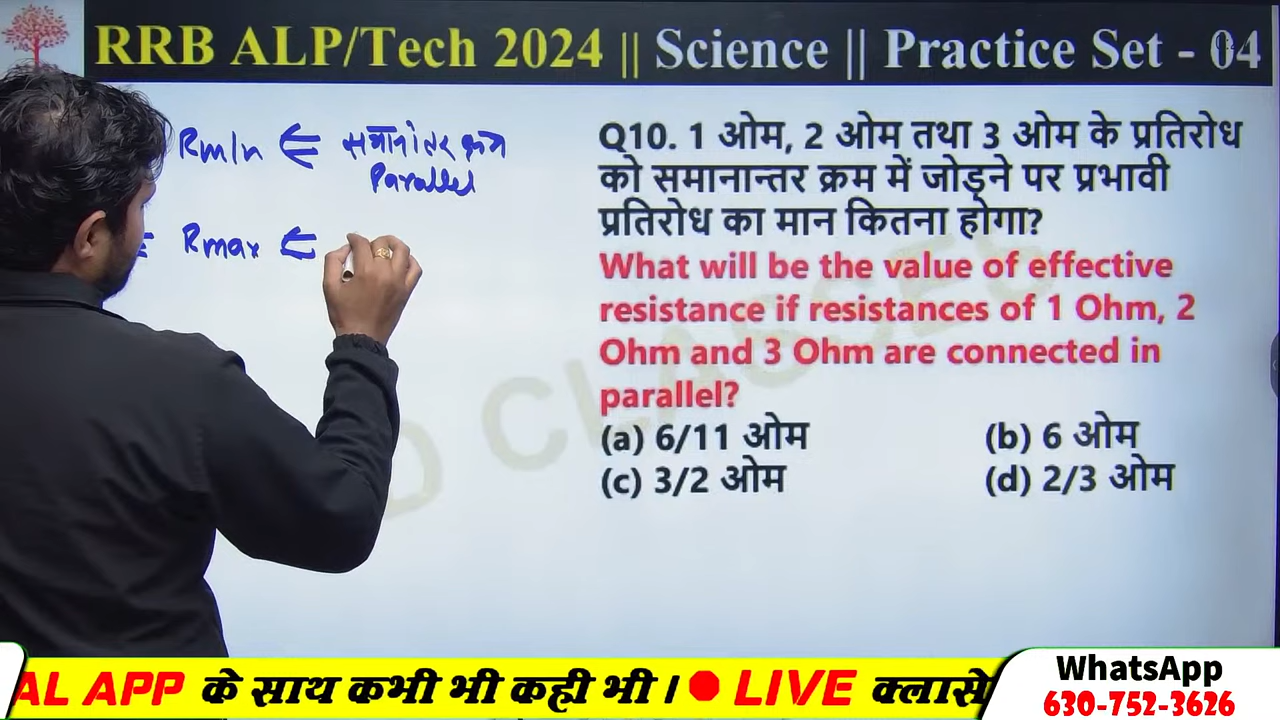 RRB ALP/Tech 2024 || Science || Practice Set - 04
Rmin ⇐ समानांतर क्रम
Parallel
Rmax ⇐
Q10. 1 ओम, 2 ओम तथा 3 ओम के प्रतिरोध
को समानान्तर क्रम में जोड़ने पर प्रभावी
प्रतिरोध का मान कितना होगा?
What will be the value of effective
resistance if resistances of 1 Ohm, 2
Ohm and 3 Ohm are connected in
parallel?
(a) 6/11 ओम (b) 6 ओम
(c) 3/2 ओम (d) 2/3 ओम
CLASSES
AL APP के साथ कभी भी कही भी । LIVE क्लासे
WhatsApp
630-752-3626